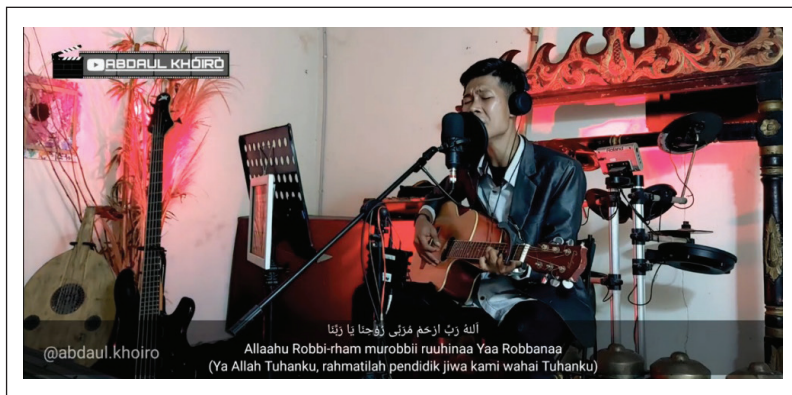 ABDAUL KHOIRO
اَللهُ رَبِّ ارْحَمْ مُرَبِّى رُوْحِنَا يَا رَبَّنَا
Allaahu Robbi-rham murobbii ruuhinaa Yaa Robbanaa
@abdaul.khoiro
(Ya Allah Tuhanku, rahmatilah pendidik jiwa kami wahai Tuhanku)